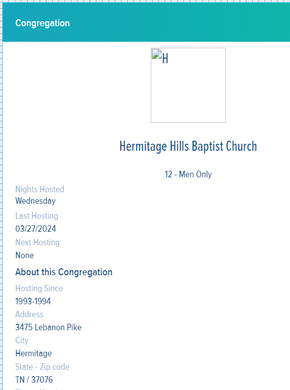 Congregation
H
Hermitage Hills Baptist Church
12 - Men Only
Nights Hosted
Wednesday
Last Hosting
03/27/2024
Next Hosting
None
About this Congregation
Hosting Since
1993-1994
Address
3475 Lebanon Pike
City
Hermitage
State - Zip code
TN / 37076